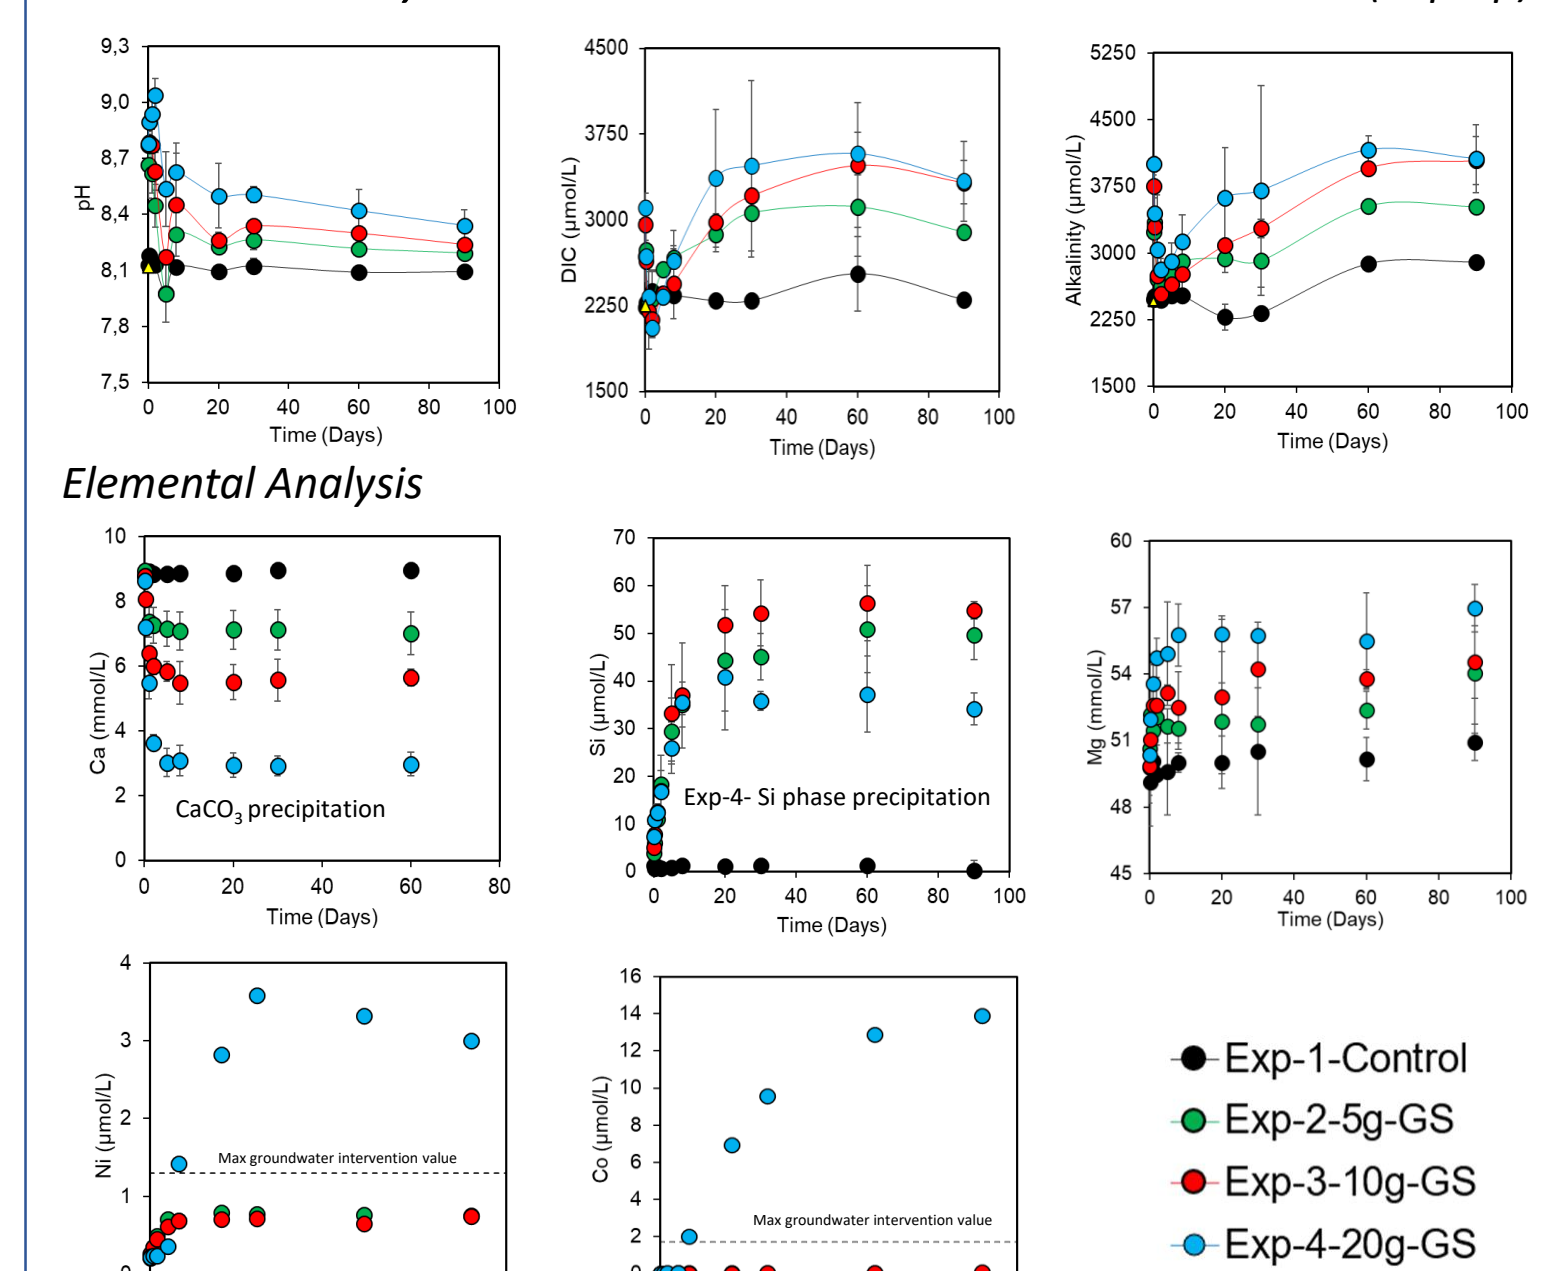 9,3
9,0
8,7
8,4
8,1
7,8
7,5
pH
0 20 40 60 80 100
Time (Days)
4500
3750
3000
2250
1500
DIC (µmol/L)
0 20 40 60 80 100
Time (Days)
5250
4500
3750
3000
2250
1500
Alkalinity (µmol/L)
0 20 40 60 80 100
Time (Days)
Elemental Analysis
10
8
6
4
2
0
Ca (mmol/L)
CaCO3 precipitation
0 20 40 60 80
Time (Days)
70
60
50
40
30
20
10
0
Si (µmol/L)
Exp-4- Si phase precipitation
0 20 40 60 80 100
Time (Days)
60
57
54
51
48
45
Mg (mmol/L)
0 20 40 60 80 100
Time (Days)
4
3
2
1
0
Ni (µmol/L)
Max groundwater intervention value
16
14
12
10
8
6
4
2
0
Co (µmol/L)
Max groundwater intervention value
Exp-1-Control
Exp-2-5g-GS
Exp-3-10g-GS
Exp-4-20g-GS